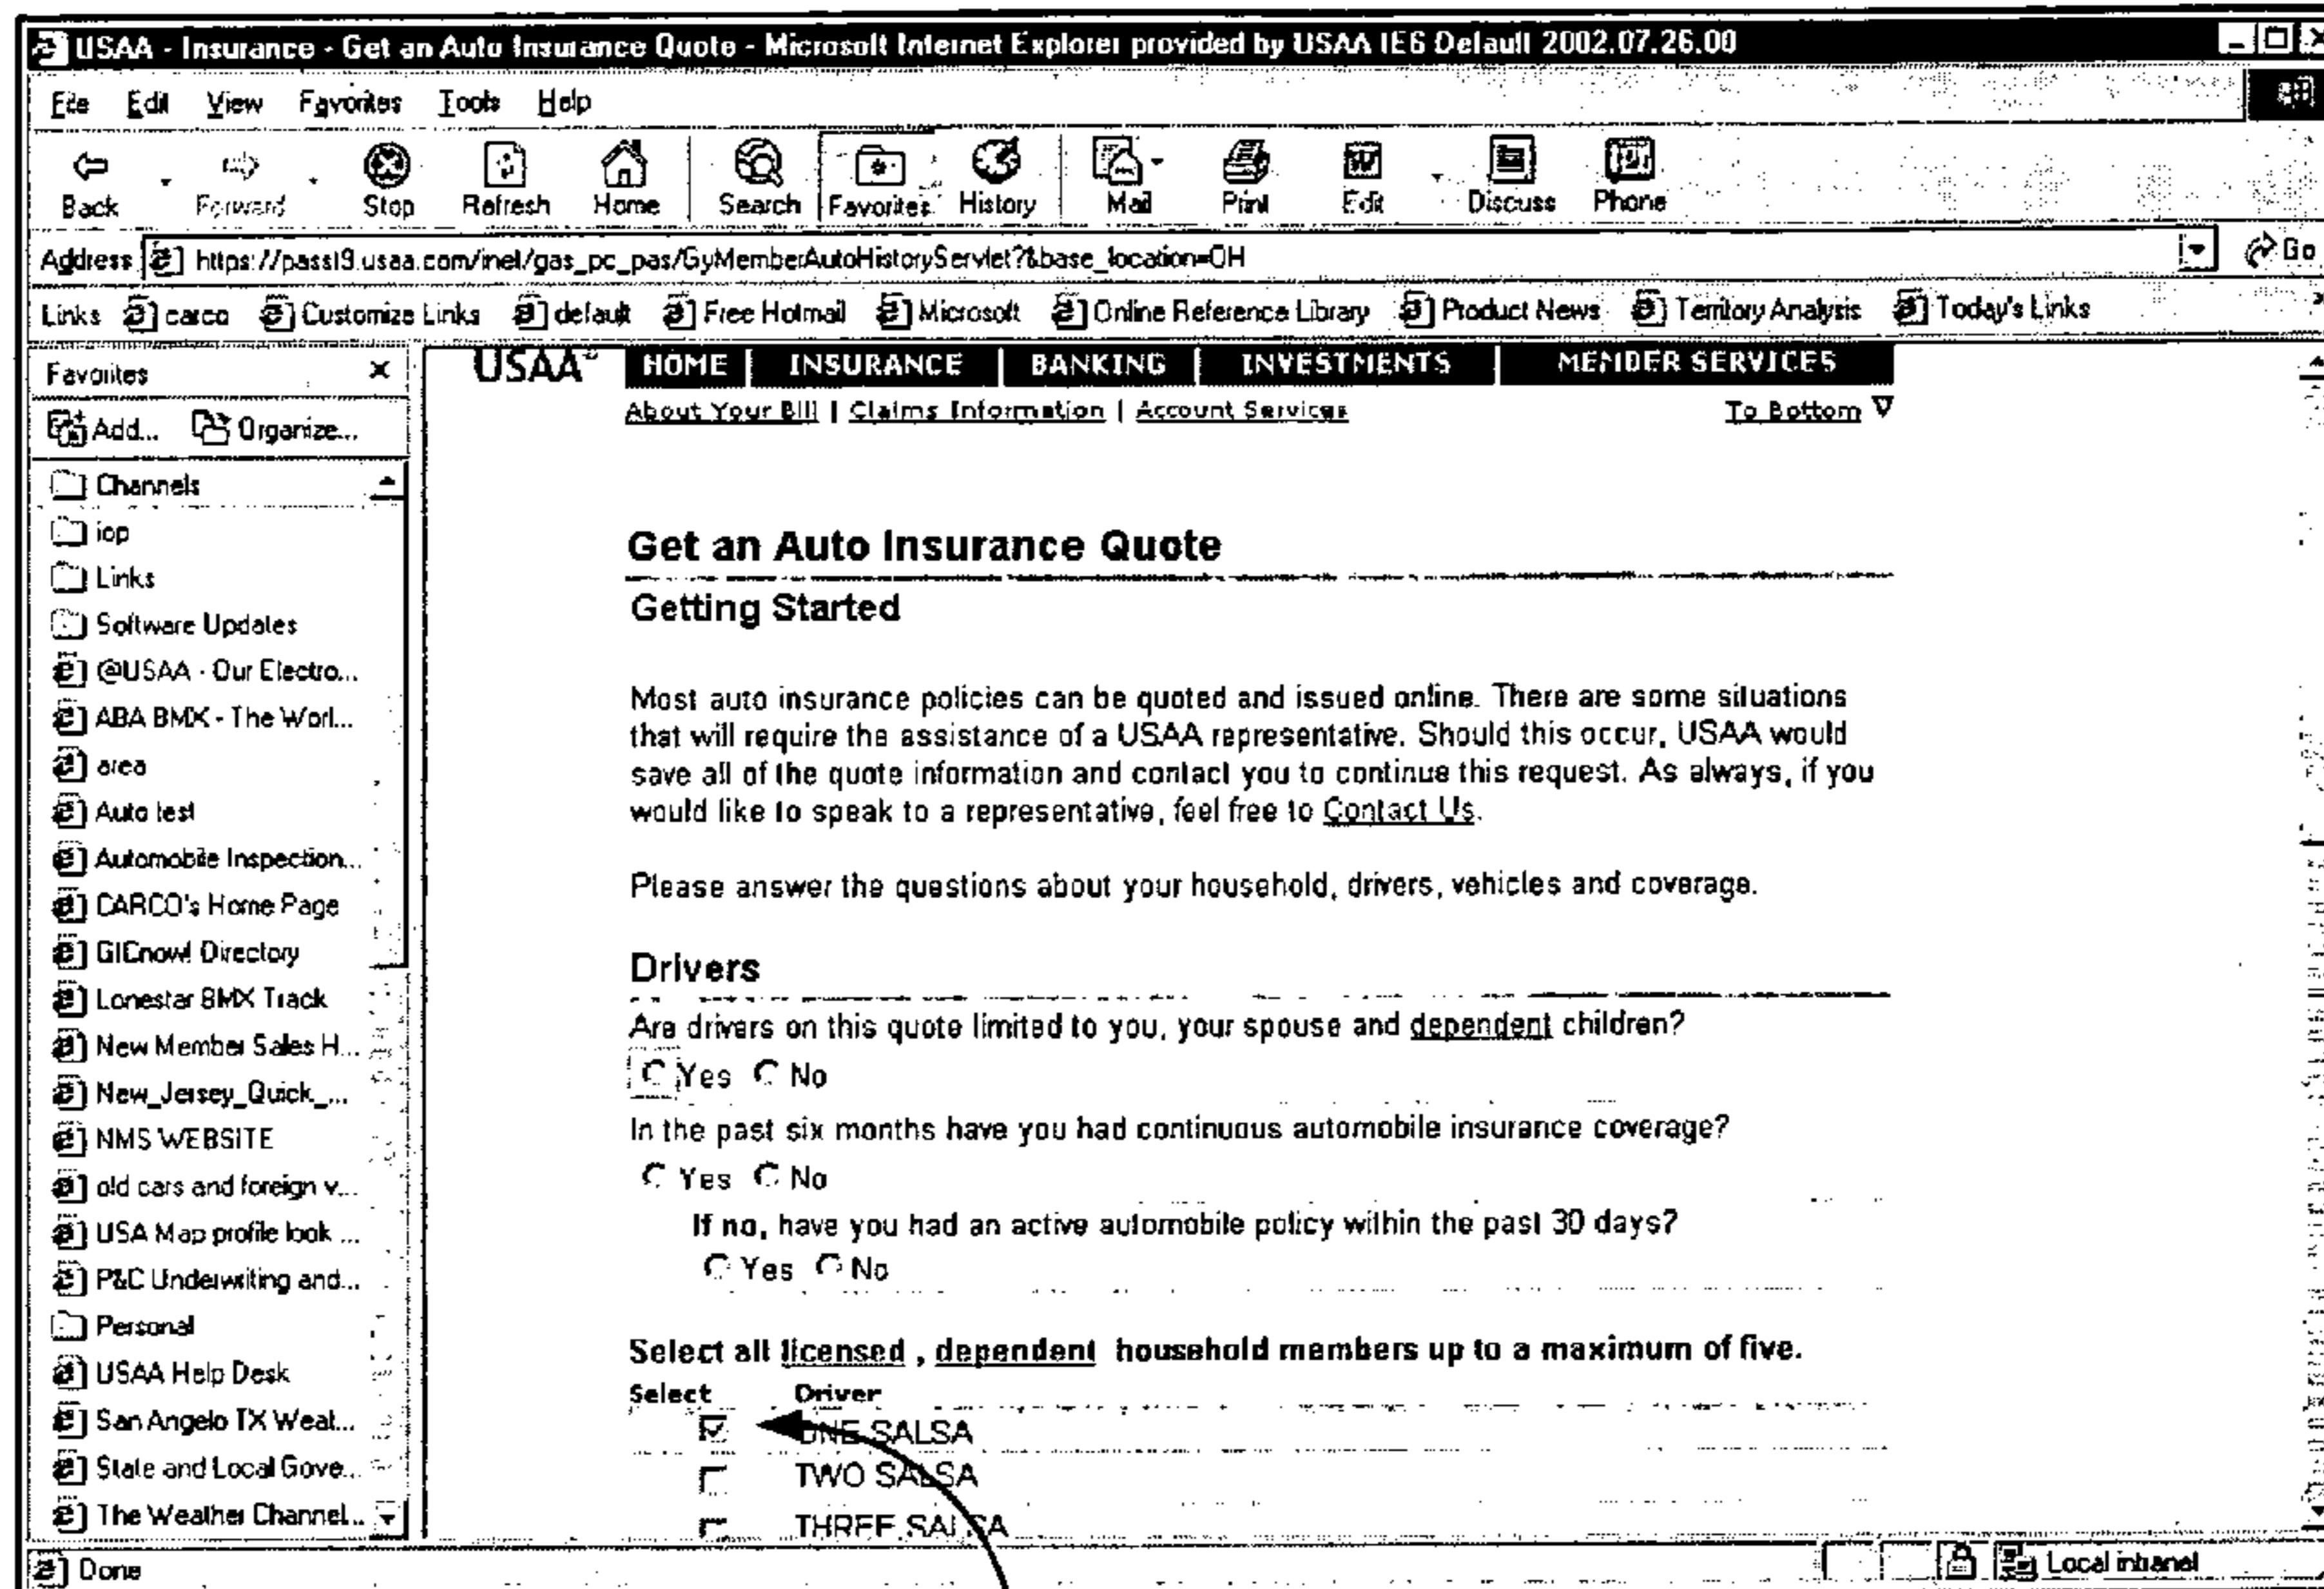 USAA - Insurance - Get an Auto Insurance Quote - Microsoft Internet Explorer provided by USAA IE6 Default 2002.07.26.00
File Edit View Favorites Tools Help
Back Forward Stop Refresh Home Search Favorites History Mail Print Edit Discuss Phone
Address https://pass19.usaa.com/inet/gas_pc_pas/GyMemberAutoHistoryServlet?&base_location=OH Go
Links carco Customize Links default Free Hotmail Microsoft Online Reference Library Product News Territory Analysis Today's Links
Favorites
Add... Organize...
Channels
iop
Links
Software Updates
@USAA - Our Electro...
ABA BMX - The Worl...
area
Auto test
Automobile Inspection...
CARCO's Home Page
GICnow! Directory
Lonestar BMX Track
New Member Sales H...
New_Jersey_Quick_...
NMS WEBSITE
old cars and foreign v...
USA Map profile look ...
P&C Underwriting and...
Personal
USAA Help Desk
San Angelo TX Weat...
State and Local Gove...
The Weather Channel...
USAA® HOME INSURANCE BANKING INVESTMENTS MEMBER SERVICES
About Your Bill | Claims Information | Account Services To Bottom
Get an Auto Insurance Quote
Getting Started
Most auto insurance policies can be quoted and issued online. There are some situations
that will require the assistance of a USAA representative. Should this occur, USAA would
save all of the quote information and contact you to continue this request. As always, if you
would like to speak to a representative, feel free to Contact Us.
Please answer the questions about your household, drivers, vehicles and coverage.
Drivers
Are drivers on this quote limited to you, your spouse and dependent children?
Yes No
In the past six months have you had continuous automobile insurance coverage?
Yes No
If no, have you had an active automobile policy within the past 30 days?
Yes No
Select all licensed , dependent household members up to a maximum of five.
Select Driver
ONE SALSA
TWO SALSA
THREE SALSA
Done Local intranet